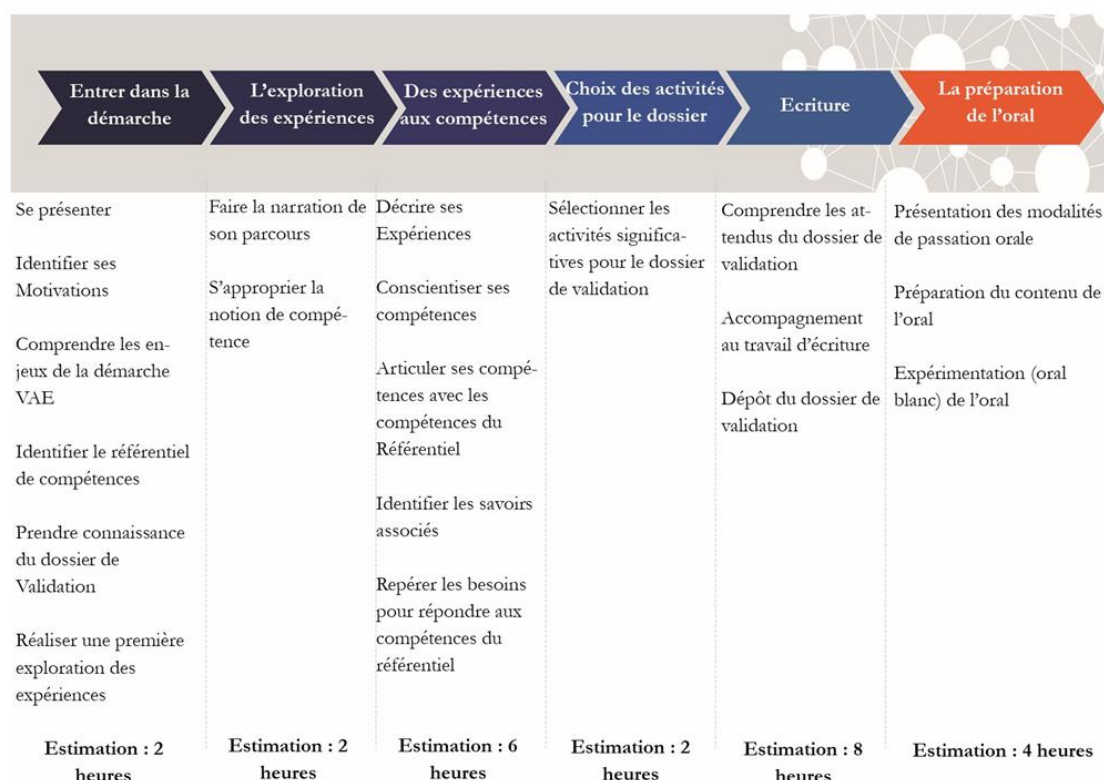 Entrer dans la
démarche
L'exploration
des expériences
Des expériences
aux compétences
Choix des activités
pour le dossier
Ecriture
La préparation
de l'oral
Se présenter
Identifier ses
Motivations
Comprendre les en-
jeux de la démarche
VAE
Identifier le référentiel
de compétences
Prendre connaissance
du dossier de
Validation
Réaliser une première
exploration des
expériences
Estimation : 2
heures
Faire la narration de
son parcours
S'approprier la
notion de compé-
tence
Estimation : 2
heures
Décrire ses
Expériences
Conscientiser ses
compétences
Articuler ses compé-
tences avec les
compétences du
Référentiel
Identifier les savoirs
associés
Repérer les besoins
pour répondre aux
compétences du
référentiel
Estimation : 6
heures
Sélectionner les
activités significa-
tives pour le dossier
de validation
Estimation : 2
heures
Comprendre les at-
tendus du dossier de
validation
Accompagnement
au travail d'écriture
Dépôt du dossier de
validation
Estimation : 8
heures
Présentation des modalités
de passation orale
Préparation du contenu de
l'oral
Expérimentation (oral
blanc) de l'oral
Estimation : 4 heures